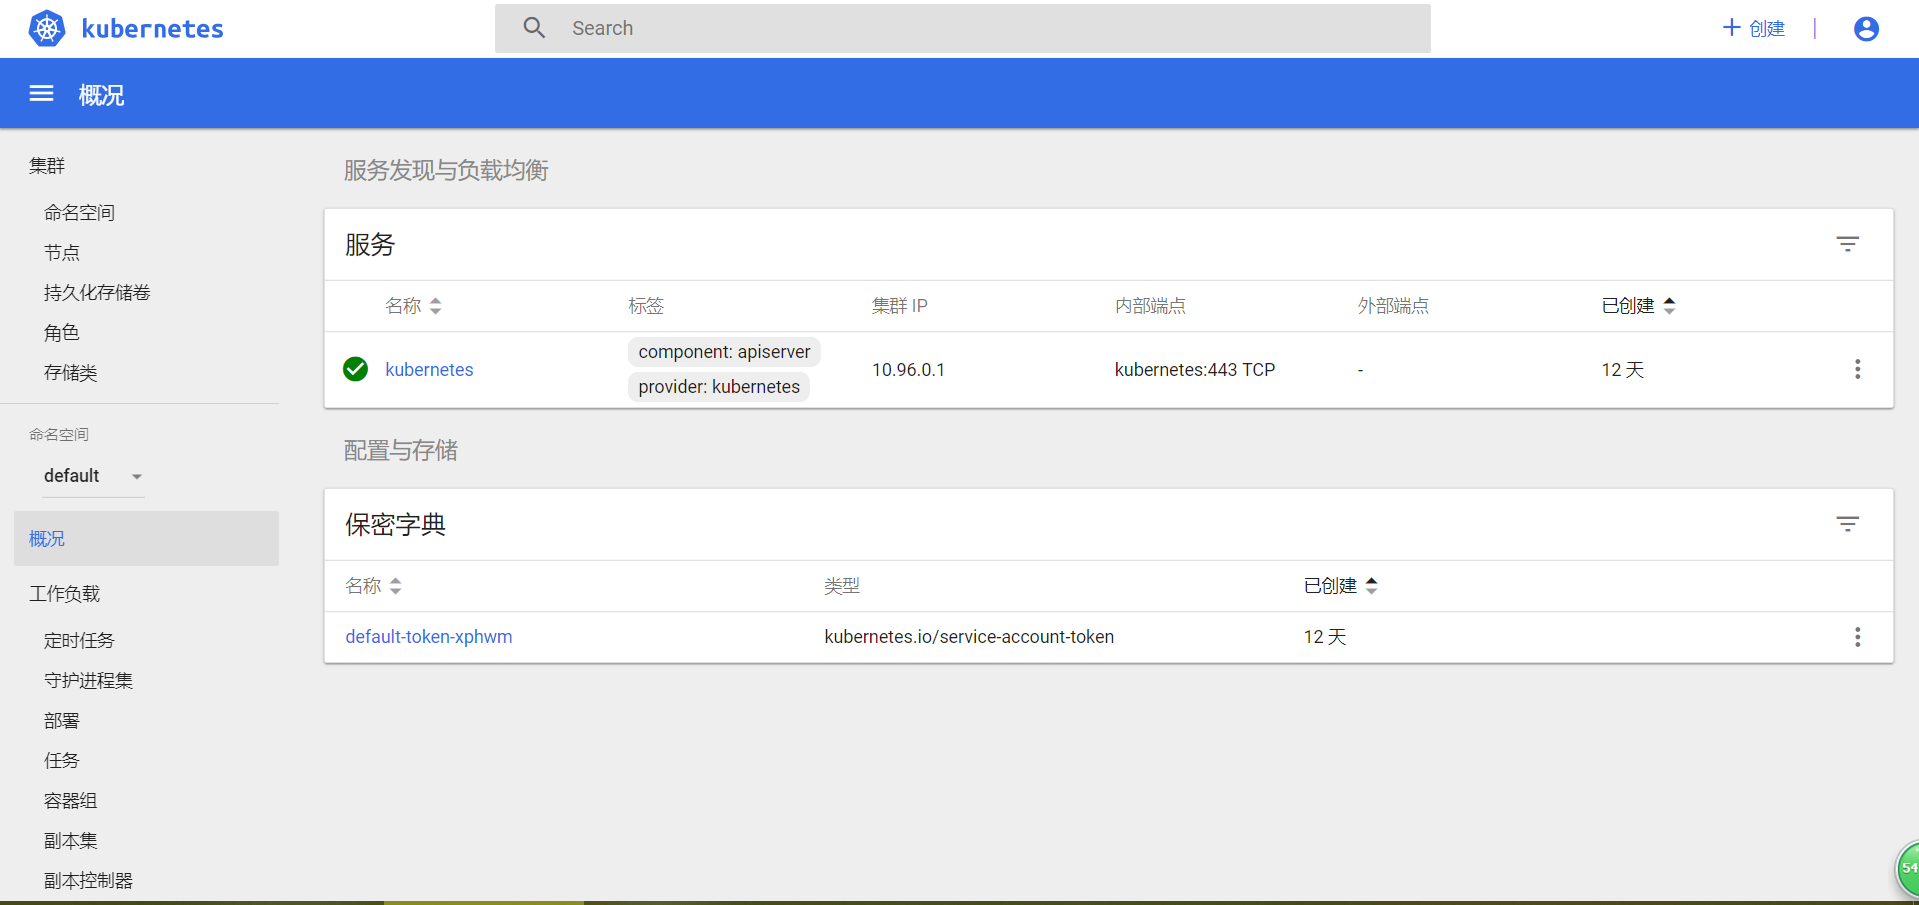 kubernetes
Search
创建
概况
集群
命名空间
节点
持久化存储卷
角色
存储类
命名空间
default
概况
工作负载
定时任务
守护进程集
部署
任务
容器组
副本集
副本控制器
服务发现与负载均衡
服务
名称 标签 集群 IP 内部端点 外部端点 已创建
kubernetes component: apiserver provider: kubernetes 10.96.0.1 kubernetes:443 TCP - 12 天
配置与存储
保密字典
名称 类型 已创建
default-token-xphwm kubernetes.io/service-account-token 12 天
54